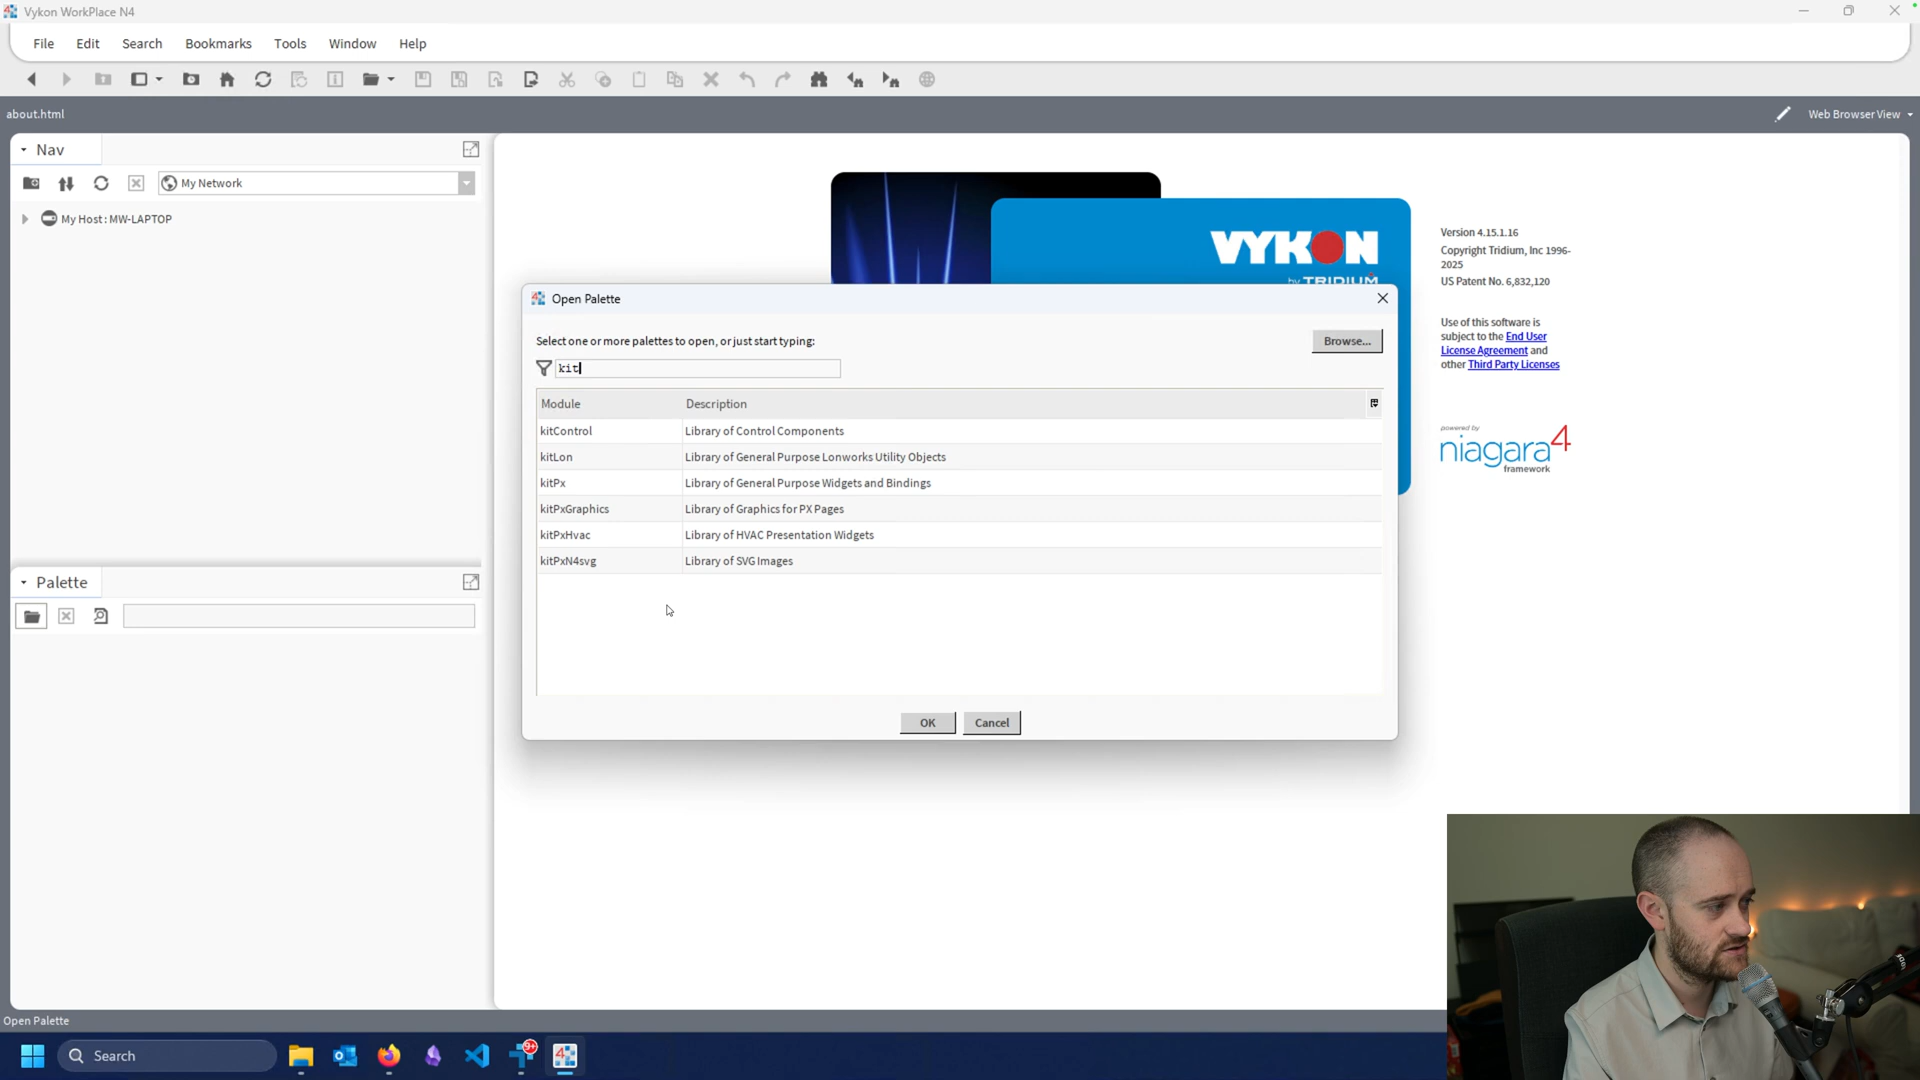 Vykon WorkPlace N4
File Edit Search Bookmarks Tools Window Help
about.html
Web Browser View
Nav
My Network
My Host : MW-LAPTOP
VYKON
by TRIDIUM
Version 4.15.1.16
Copyright Tridium, Inc 1996-
2025
US Patent No. 6,832,120
Use of this software is
subject to the End User
License Agreement and
other Third Party Licenses
powered by
niagara4
framework
Open Palette
Select one or more palettes to open, or just start typing:
Browse...
kit
Module Description
kitControl Library of Control Components
kitLon Library of General Purpose Lonworks Utility Objects
kitPx Library of General Purpose Widgets and Bindings
kitPxGraphics Library of Graphics for PX Pages
kitPxHvac Library of HVAC Presentation Widgets
kitPxN4svg Library of SVG Images
OK Cancel
Palette
Open Palette
Search
9+